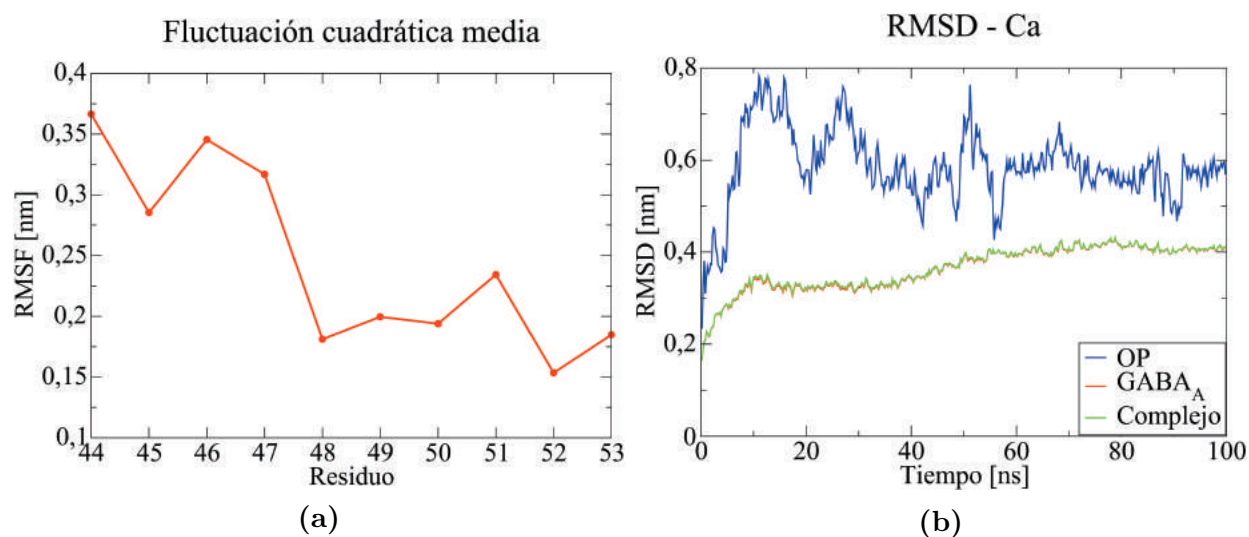 Fluctuación cuadrática media
RMSF [nm]
0,4
0,35
0,3
0,25
0,2
0,15
0,1
44 45 46 47 48 49 50 51 52 53
Residuo
(a)
RMSD - Ca
RMSD [nm]
0,8
0,6
0,4
0,2
0
OP
GABA_A
Complejo
0 20 40 60 80 100
Tiempo [ns]
(b)